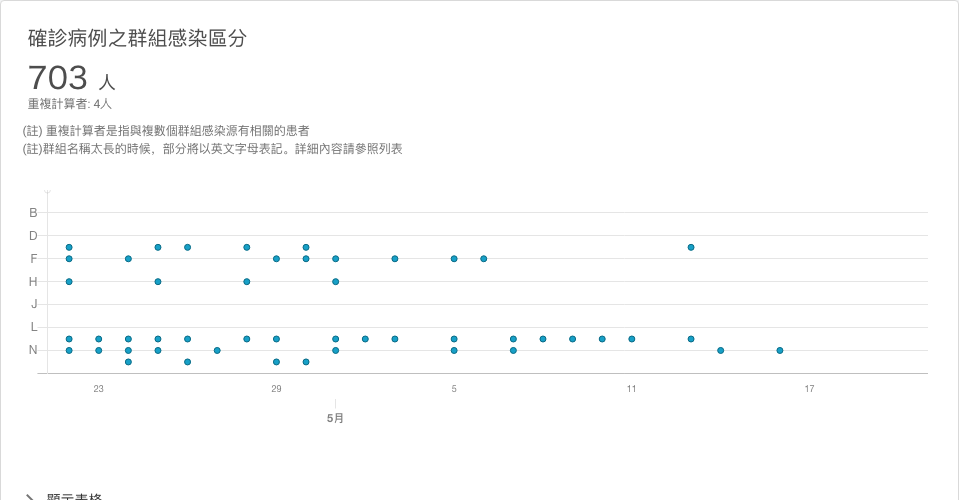 確診病例之群組感染區分
703 人
重複計算者: 4人
(註) 重複計算者是指與複數個群組感染源有相關的患者
(註)群組名稱太長的時候，部分將以英文字母表記。詳細內容請參照列表
B
D
F
H
J
L
N
23 29 5 11 17
5月
顯示表格